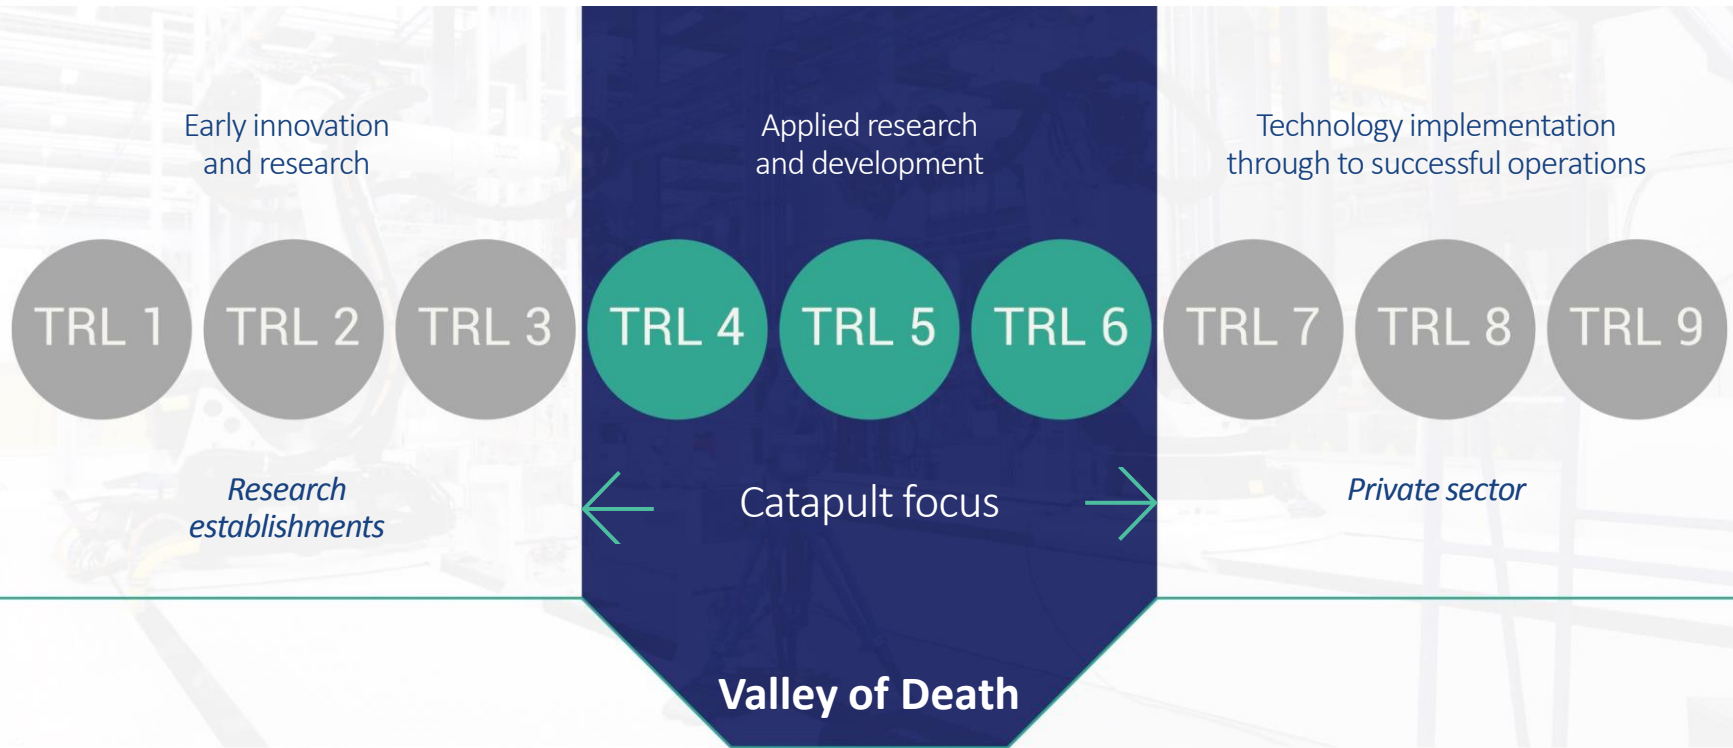 Early innovation
and research
Applied research
and development
Technology implementation
through to successful operations
TRL 1
TRL 2
TRL 3
TRL 4
TRL 5
TRL 6
TRL 7
TRL 8
TRL 9
Research
establishments
Catapult focus
Private sector
Valley of Death